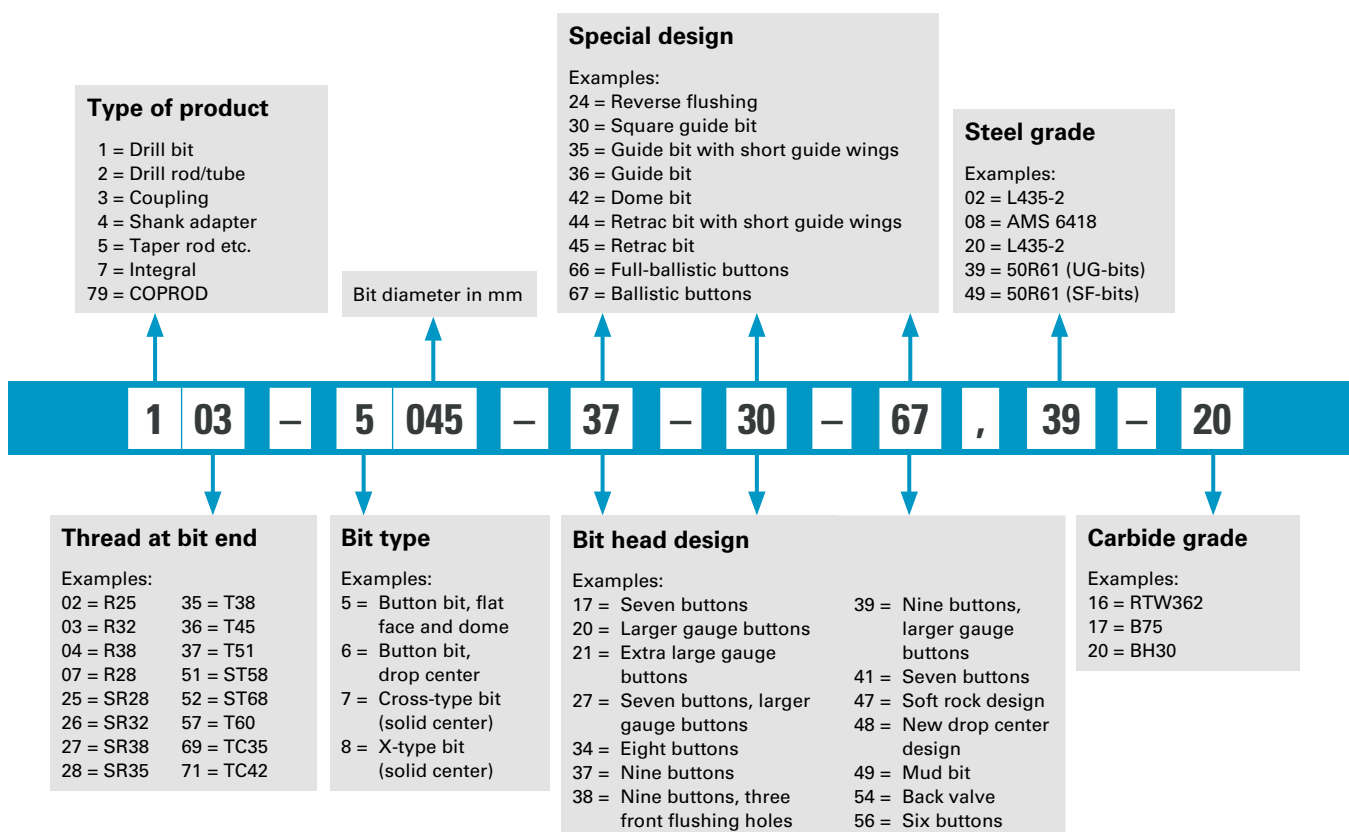 Special design
Examples:
24 = Reverse flushing
30 = Square guide bit
35 = Guide bit with short guide wings
36 = Guide bit
42 = Dome bit
44 = Retrac bit with short guide wings
45 = Retrac bit
66 = Full-ballistic buttons
67 = Ballistic buttons
Type of product
1 = Drill bit
2 = Drill rod/tube
3 = Coupling
4 = Shank adapter
5 = Taper rod etc.
7 = Integral
79 = COPROD
Bit diameter in mm
Steel grade
Examples:
02 = L435-2
08 = AMS 6418
20 = L435-2
39 = 50R61 (UG-bits)
49 = 50R61 (SF-bits)
1 03 – 5 045 – 37 – 30 – 67 , 39 – 20
Thread at bit end
Examples:
02 = R25 35 = T38
03 = R32 36 = T45
04 = R38 37 = T51
07 = R28 51 = ST58
25 = SR28 52 = ST68
26 = SR32 57 = T60
27 = SR38 69 = TC35
28 = SR35 71 = TC42
Bit type
Examples:
5 = Button bit, flat
face and dome
6 = Button bit,
drop center
7 = Cross-type bit
(solid center)
8 = X-type bit
(solid center)
Bit head design
Examples:
17 = Seven buttons
20 = Larger gauge buttons
21 = Extra large gauge
buttons
27 = Seven buttons, larger
gauge buttons
34 = Eight buttons
37 = Nine buttons
38 = Nine buttons, three
front flushing holes
39 = Nine buttons,
larger gauge
buttons
41 = Seven buttons
47 = Soft rock design
48 = New drop center
design
49 = Mud bit
54 = Back valve
56 = Six buttons
Carbide grade
Examples:
16 = RTW362
17 = B75
20 = BH30